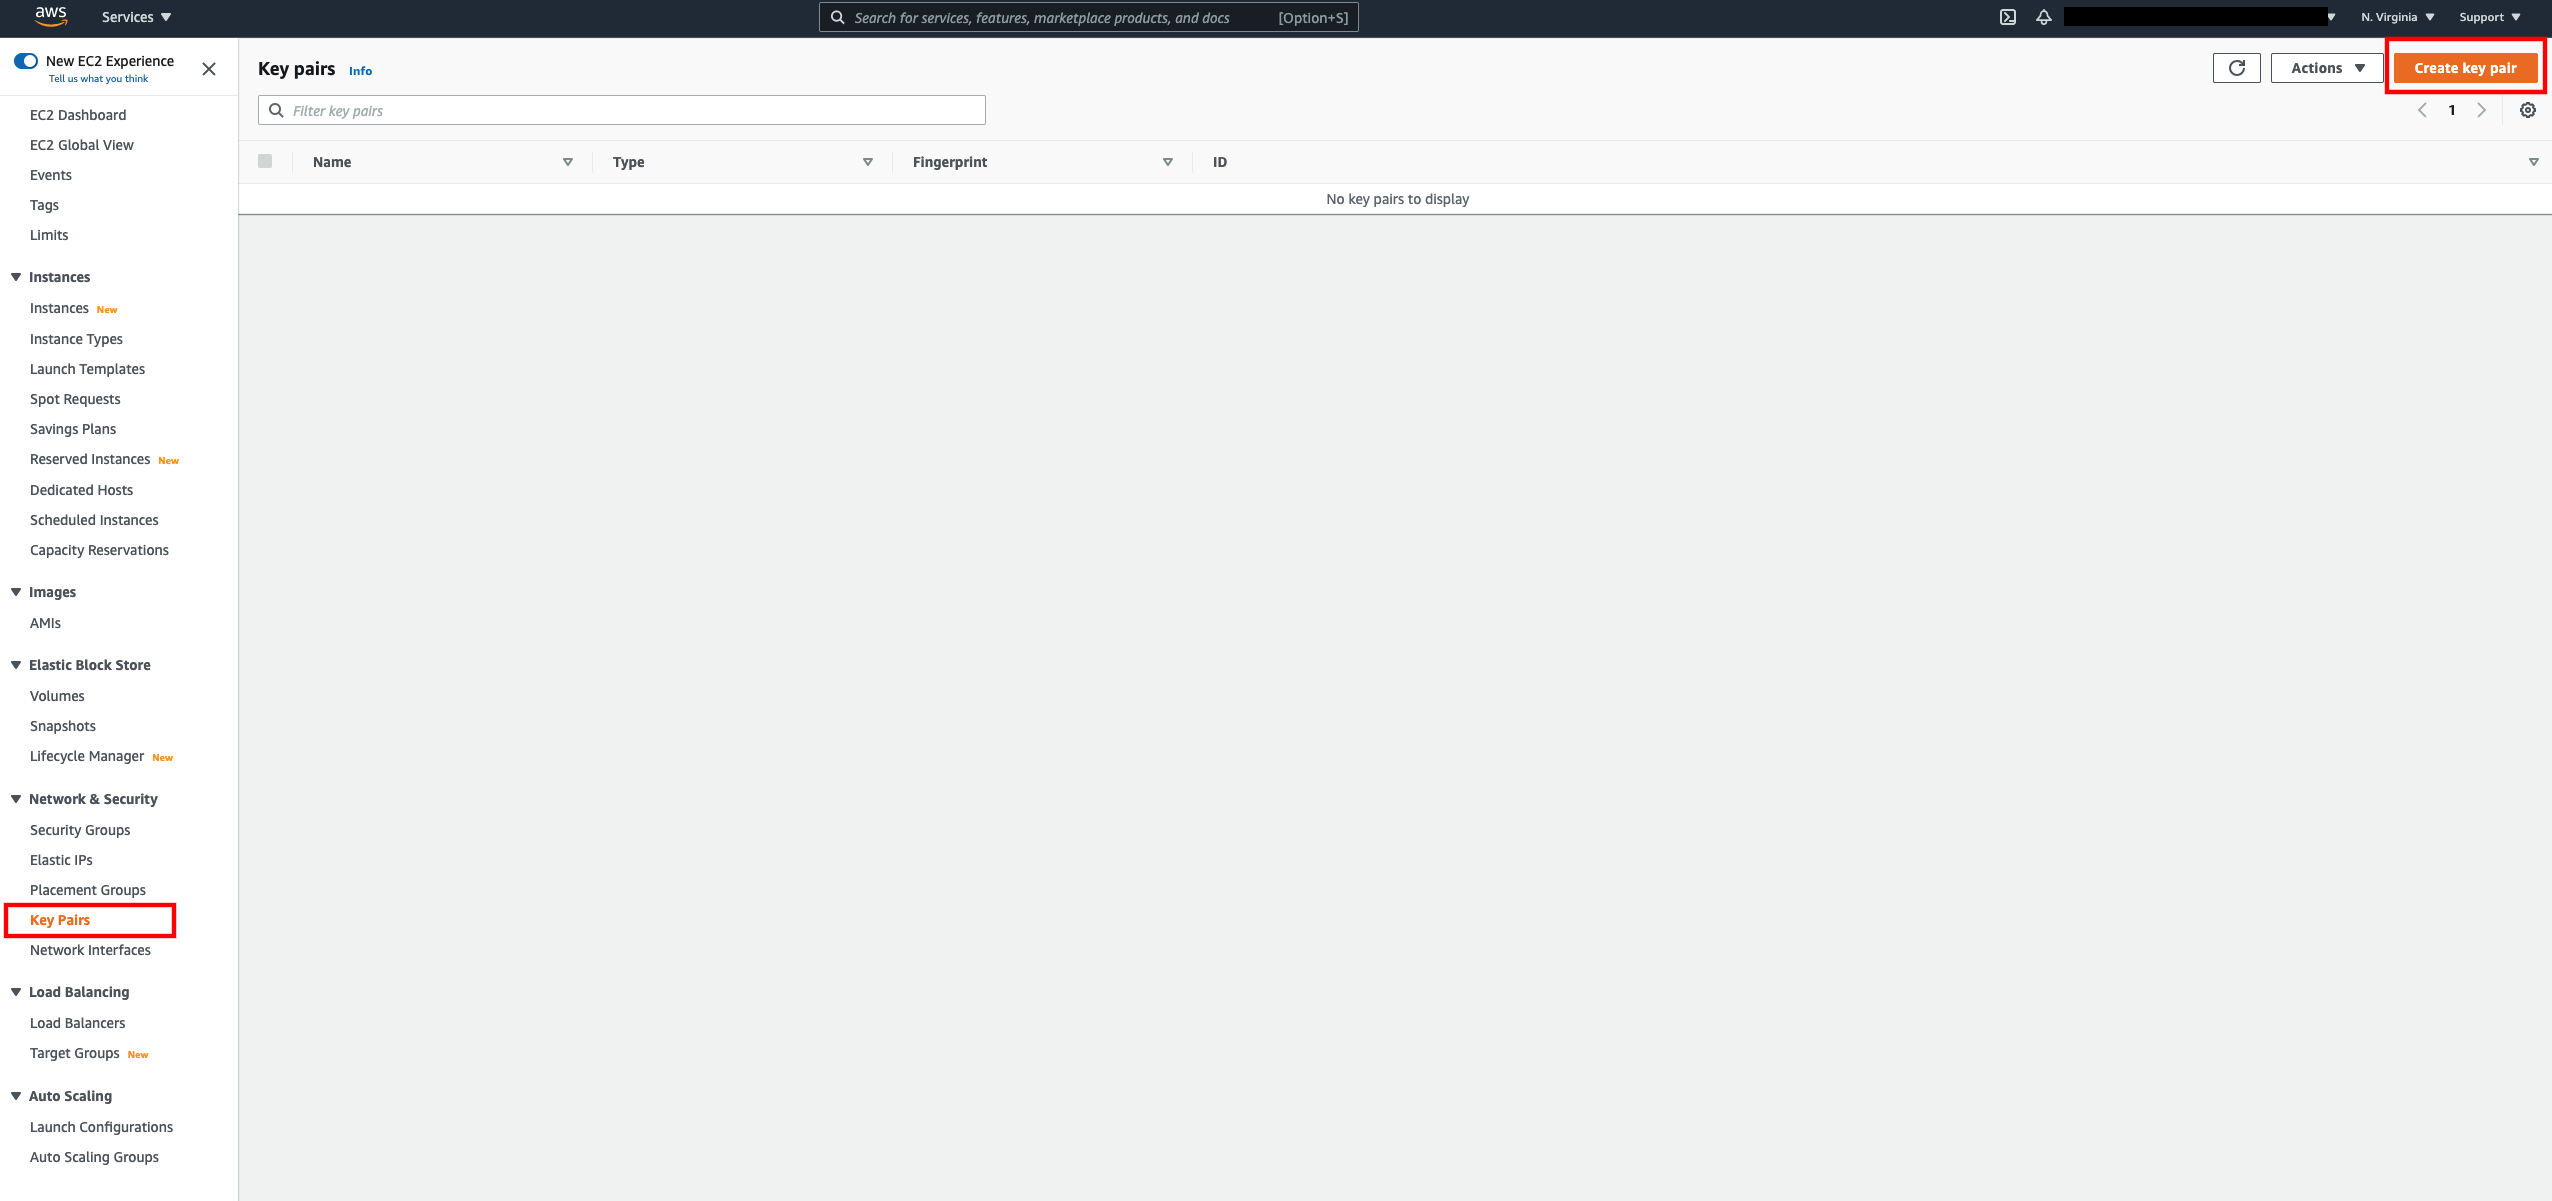 aws
Services
Search for services, features, marketplace products, and docs [Option+S]
N. Virginia
Support
New EC2 Experience
Tell us what you think
EC2 Dashboard
EC2 Global View
Events
Tags
Limits
Instances
Instances New
Instance Types
Launch Templates
Spot Requests
Savings Plans
Reserved Instances New
Dedicated Hosts
Scheduled Instances
Capacity Reservations
Images
AMIs
Elastic Block Store
Volumes
Snapshots
Lifecycle Manager New
Network & Security
Security Groups
Elastic IPs
Placement Groups
Key Pairs
Network Interfaces
Load Balancing
Load Balancers
Target Groups New
Auto Scaling
Launch Configurations
Auto Scaling Groups
Key pairs Info
Actions
Create key pair
Filter key pairs
1
Name Type Fingerprint ID
No key pairs to display